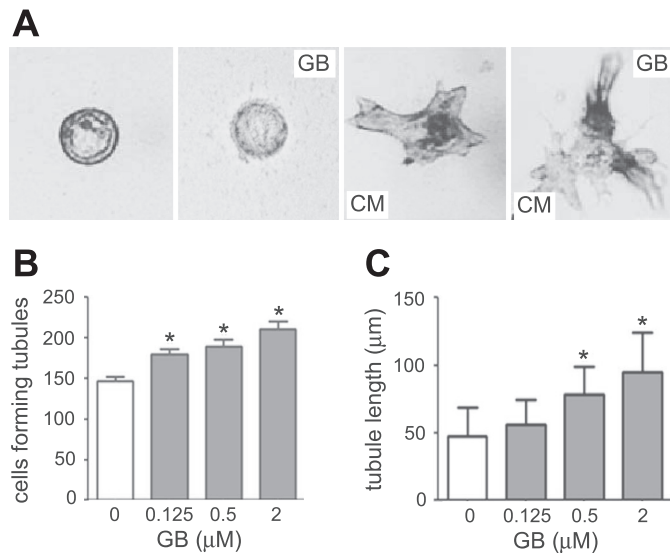 A
GB
GB
CM
CM
B
cells forming tubules
250
200
150
100
50
0
*
*
*
0 0.125 0.5 2
GB (μM)
C
tubule length (μm)
150
100
50
0
*
*
0 0.125 0.5 2
GB (μM)